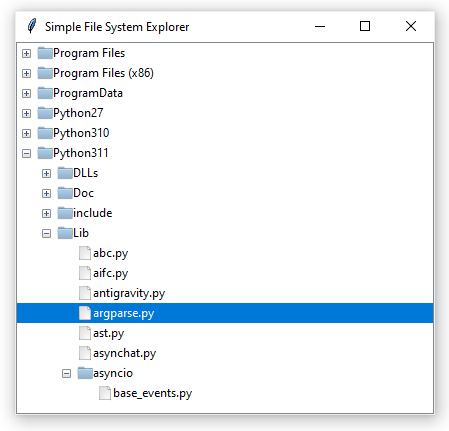 Simple File System Explorer
Program Files
Program Files (x86)
ProgramData
Python27
Python310
Python311
DLLs
Doc
include
Lib
abc.py
aifc.py
antigravity.py
argparse.py
ast.py
asynchat.py
asyncio
base_events.py